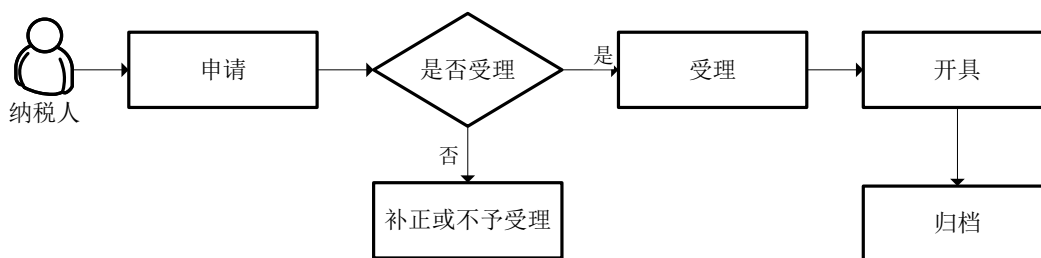 纳税人
申请
是否受理
是
受理
开具
否
补正或不予受理
归档